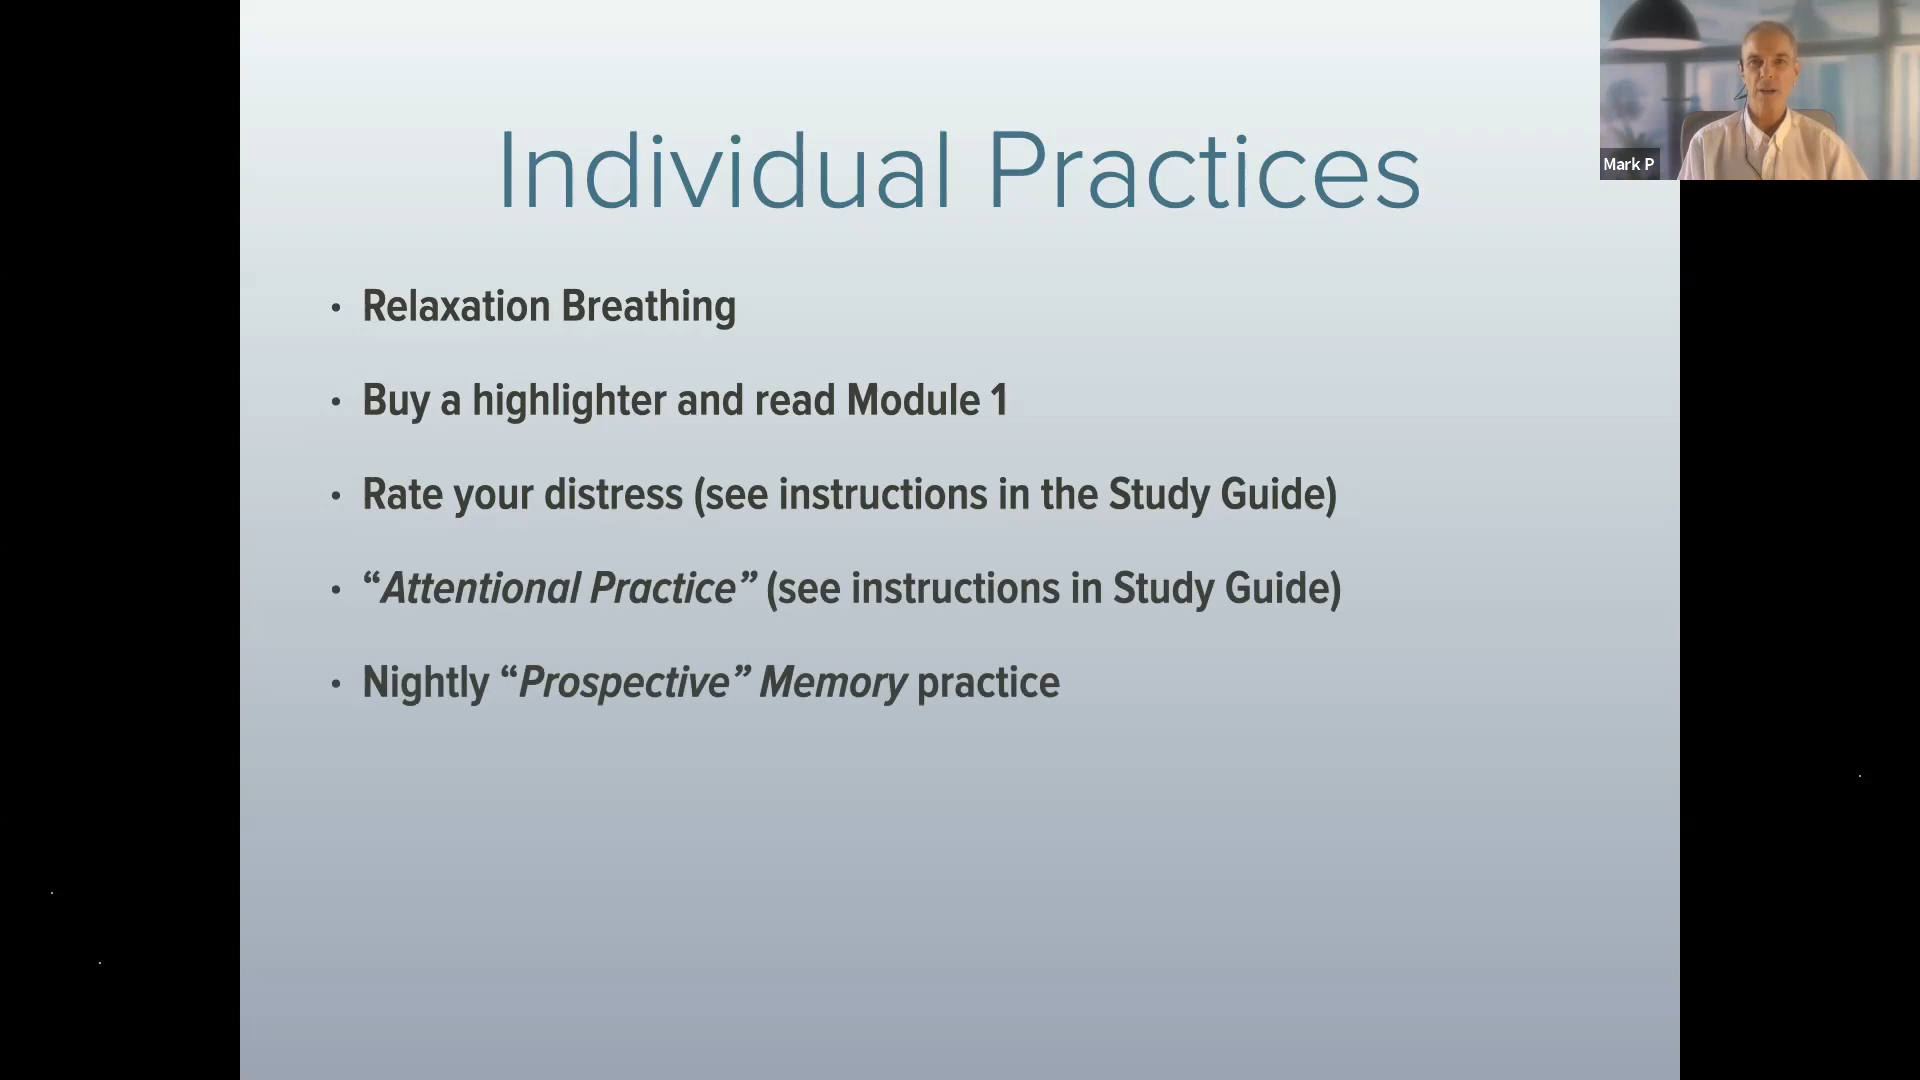 Individual Practices
Mark P
• Relaxation Breathing
• Buy a highlighter and read Module 1
• Rate your distress (see instructions in the Study Guide)
• “Attentional Practice” (see instructions in Study Guide)
• Nightly “Prospective” Memory practice